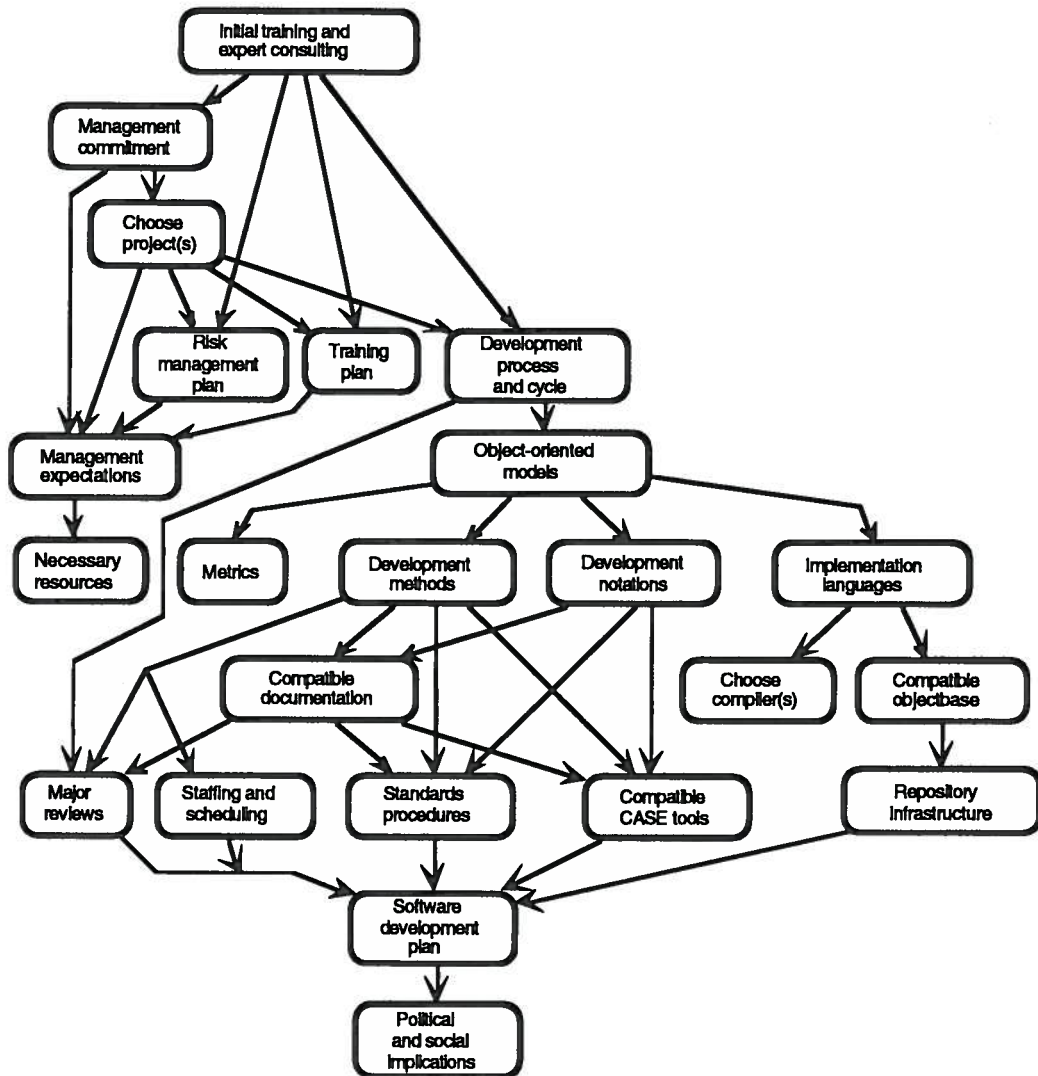 Initial training and
expert consulting
Management
commitment
Choose
project(s)
Risk
management
plan
Training
plan
Development
process
and cycle
Management
expectations
Object-oriented
models
Necessary
resources
Metrics
Development
methods
Development
notations
Implementation
languages
Compatible
documentation
Choose
compiler(s)
Compatible
objectbase
Major
reviews
Staffing and
scheduling
Standards
procedures
Compatible
CASE tools
Repository
infrastructure
Software
development
plan
Political
and social
implications